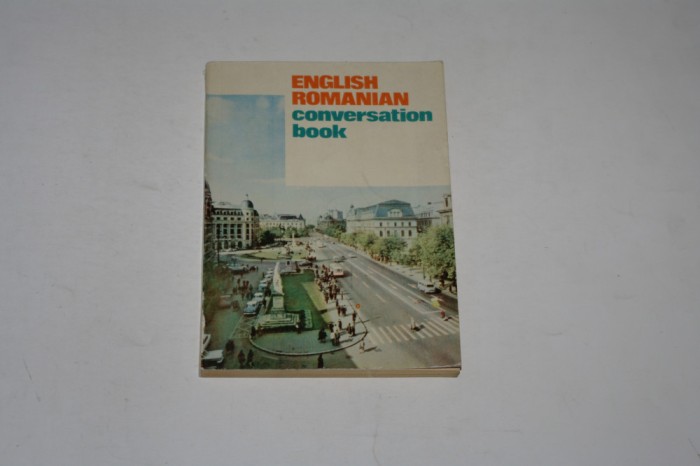 ENGLISH
ROMANIAN
conversation
book